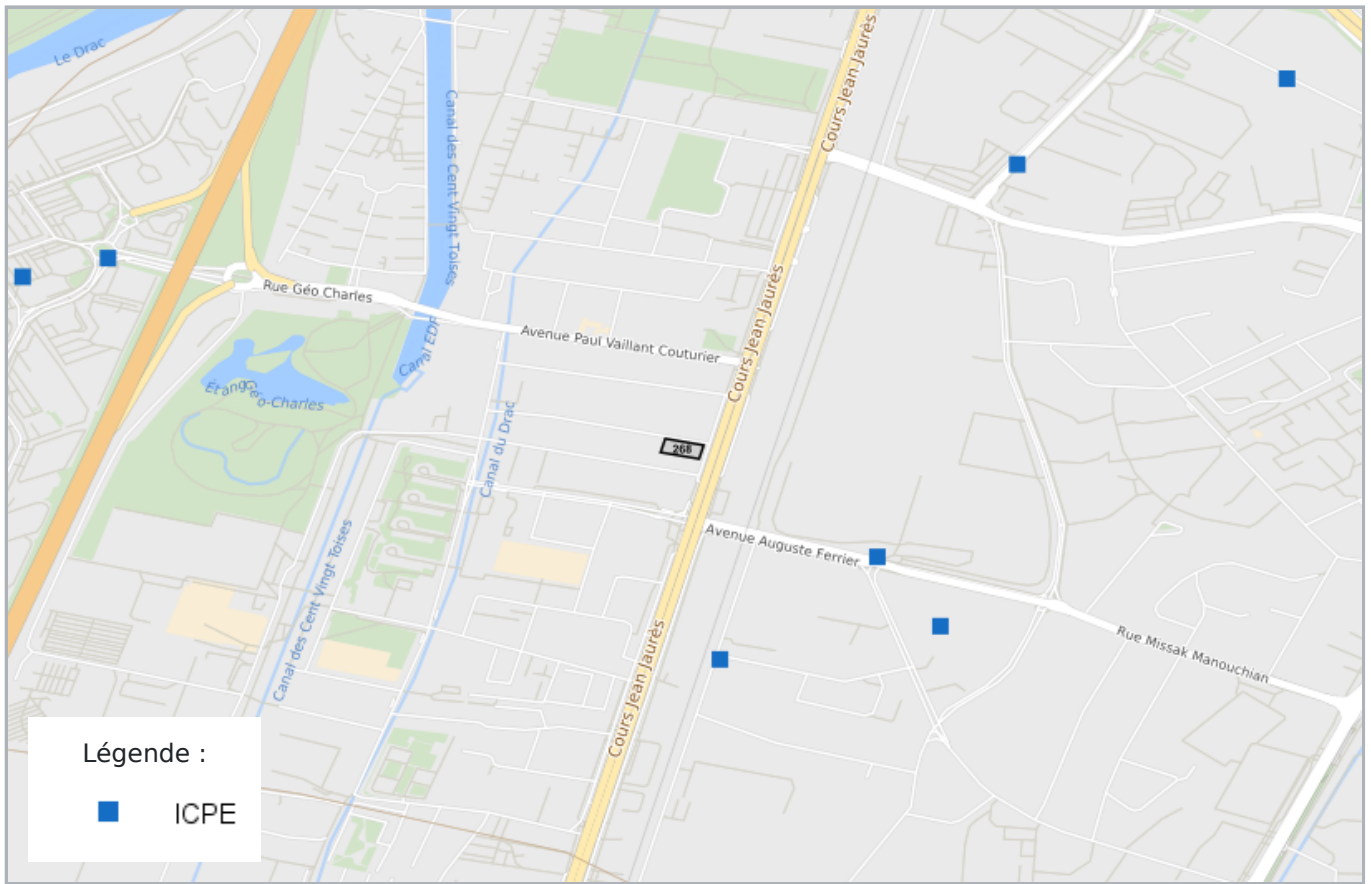 Le Drac
Cours Jean Jaurès
Canal des Cent Vingt Toises
Rue Géo Charles
Cours Jean Jaurès
Avenue Paul Vaillant Couturier
Canal EDF
Étang Géo-Charles
Canal du Drac
268
Avenue Auguste Ferrier
Canal des Cent Vingt Toises
Cours Jean Jaurès
Rue Missak Manouchian
Légende :
ICPE